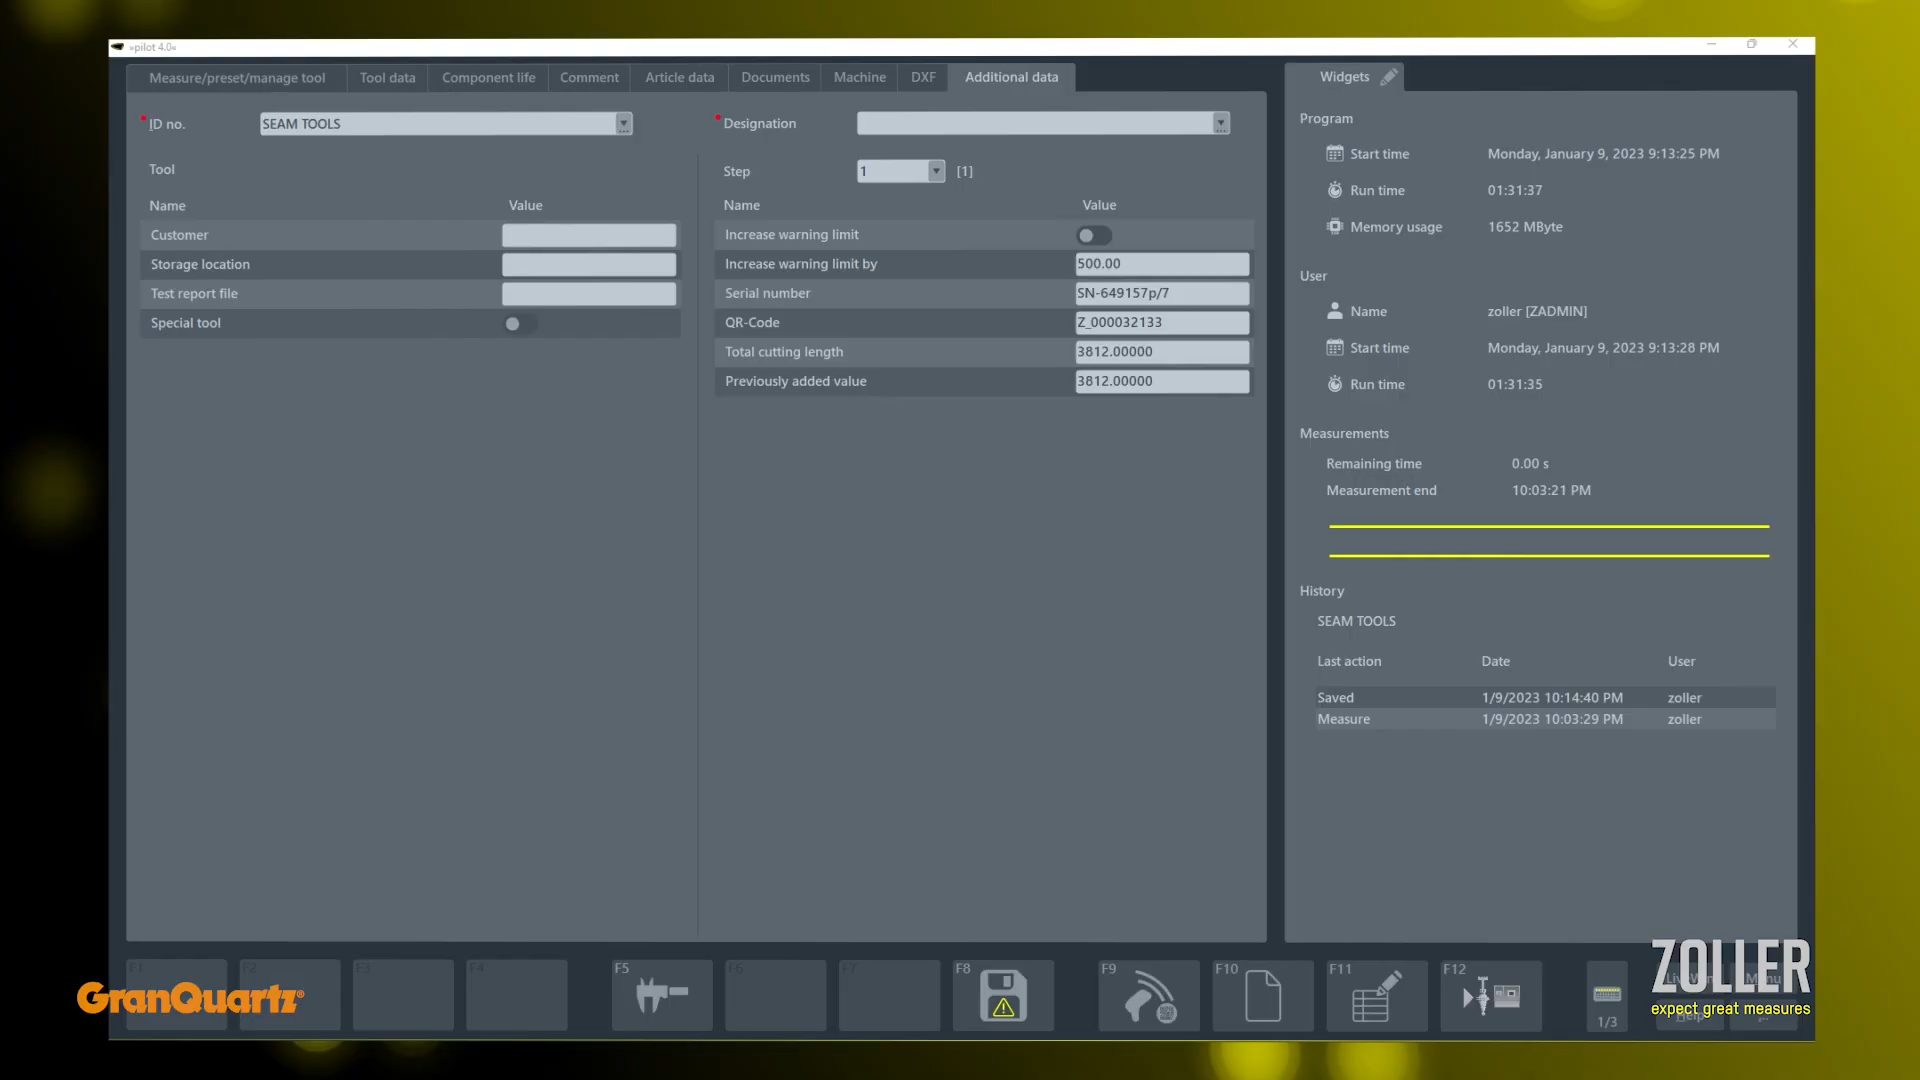 »pilot 4.0«
Measure/preset/manage tool
Tool data
Component life
Comment
Article data
Documents
Machine
DXF
Additional data
* ID no.
SEAM TOOLS
* Designation
Tool
Step
1
[1]
Name
Value
Customer
Storage location
Test report file
Special tool
Name
Value
Increase warning limit
Increase warning limit by
500.00
Serial number
SN-649157p/7
QR-Code
Z_000032133
Total cutting length
3812.00000
Previously added value
3812.00000
Widgets
Program
Start time
Monday, January 9, 2023 9:13:25 PM
Run time
01:31:37
Memory usage
1652 MByte
User
Name
zoller [ZADMIN]
Start time
Monday, January 9, 2023 9:13:28 PM
Run time
01:31:35
Measurements
Remaining time
0.00 s
Measurement end
10:03:21 PM
History
SEAM TOOLS
Last action
Date
User
Saved
1/9/2023 10:14:40 PM
zoller
Measure
1/9/2023 10:03:29 PM
zoller
F1
F2
F3
F4
F5
F6
F7
F8
F9
F10
F11
F12
1/3
Menu
Help
GranQuartz®
ZOLLER
expect great measures